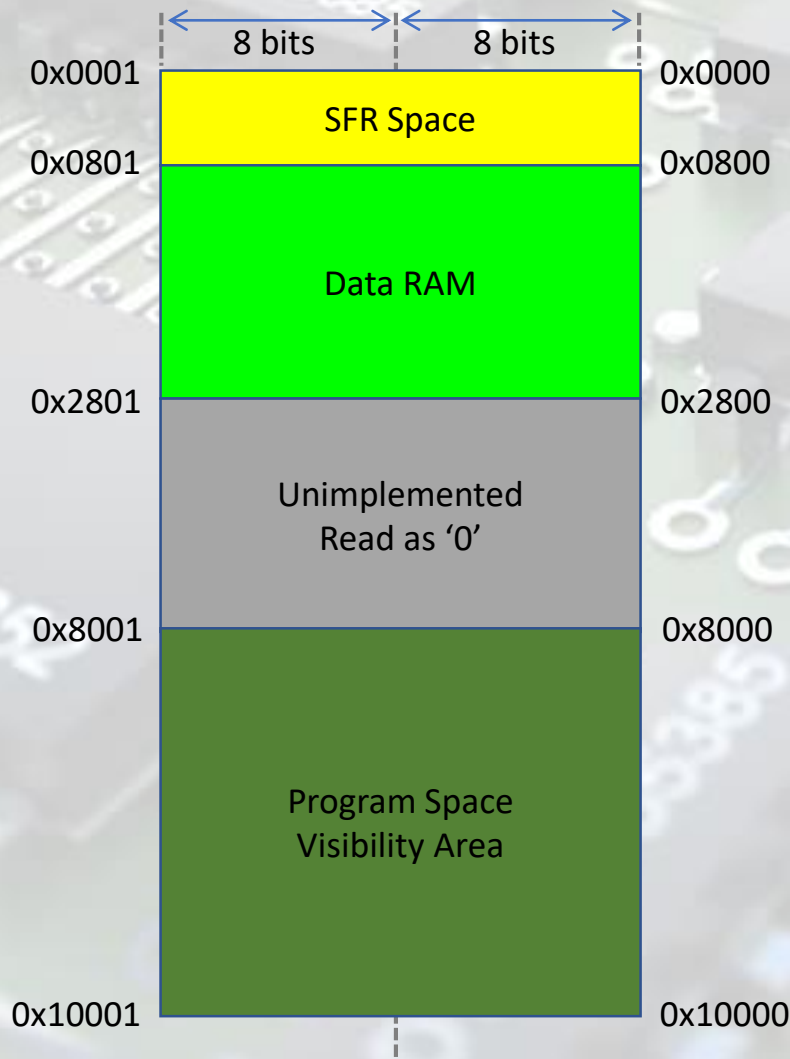 8 bits 8 bits
0x0001 0x0000
SFR Space
0x0801 0x0800
Data RAM
0x2801 0x2800
Unimplemented
Read as ‘0’
0x8001 0x8000
Program Space
Visibility Area
0x10001 0x10000